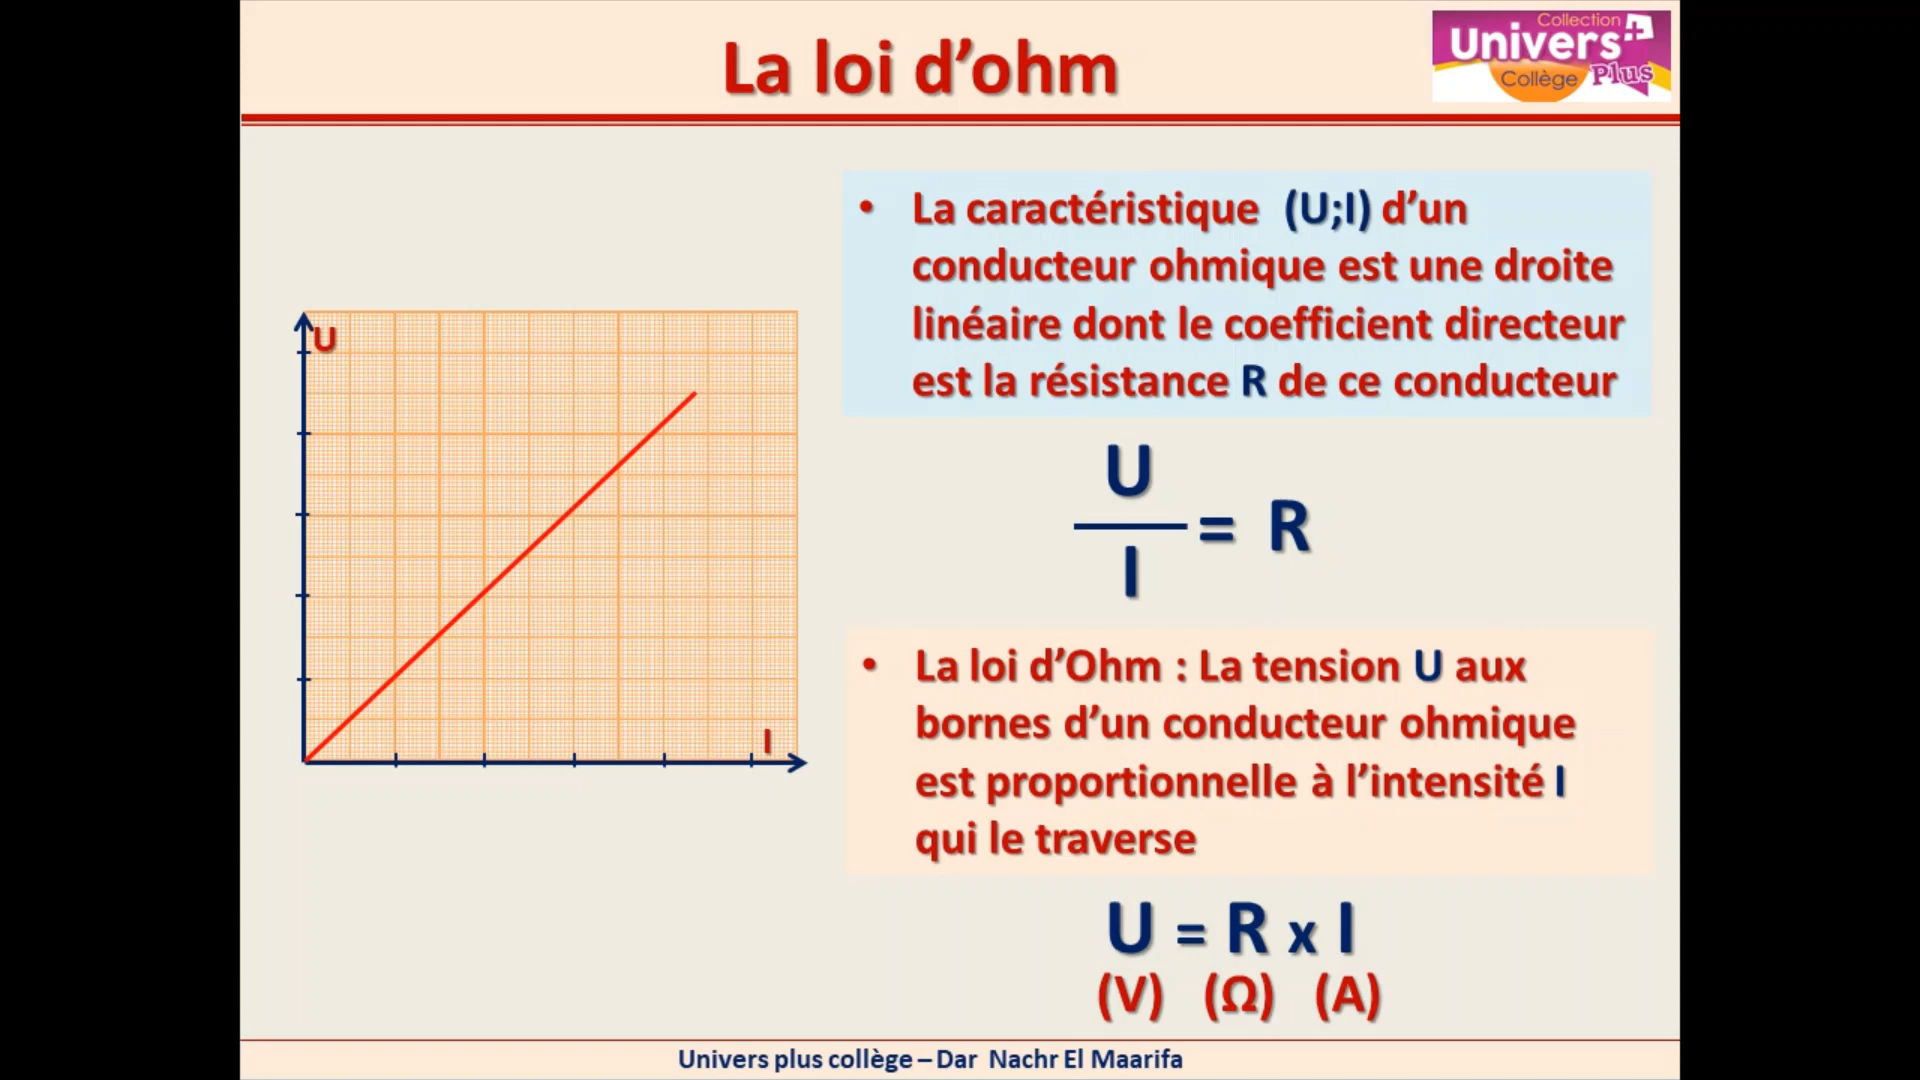 La loi d’ohm
Collection
Univers+
Collège Plus
U
I
• La caractéristique (U;I) d’un
conducteur ohmique est une droite
linéaire dont le coefficient directeur
est la résistance R de ce conducteur
U
I
= R
• La loi d’Ohm : La tension U aux
bornes d’un conducteur ohmique
est proportionnelle à l’intensité I
qui le traverse
U = R x I
(V) (Ω) (A)
Univers plus collège – Dar Nachr El Maarifa